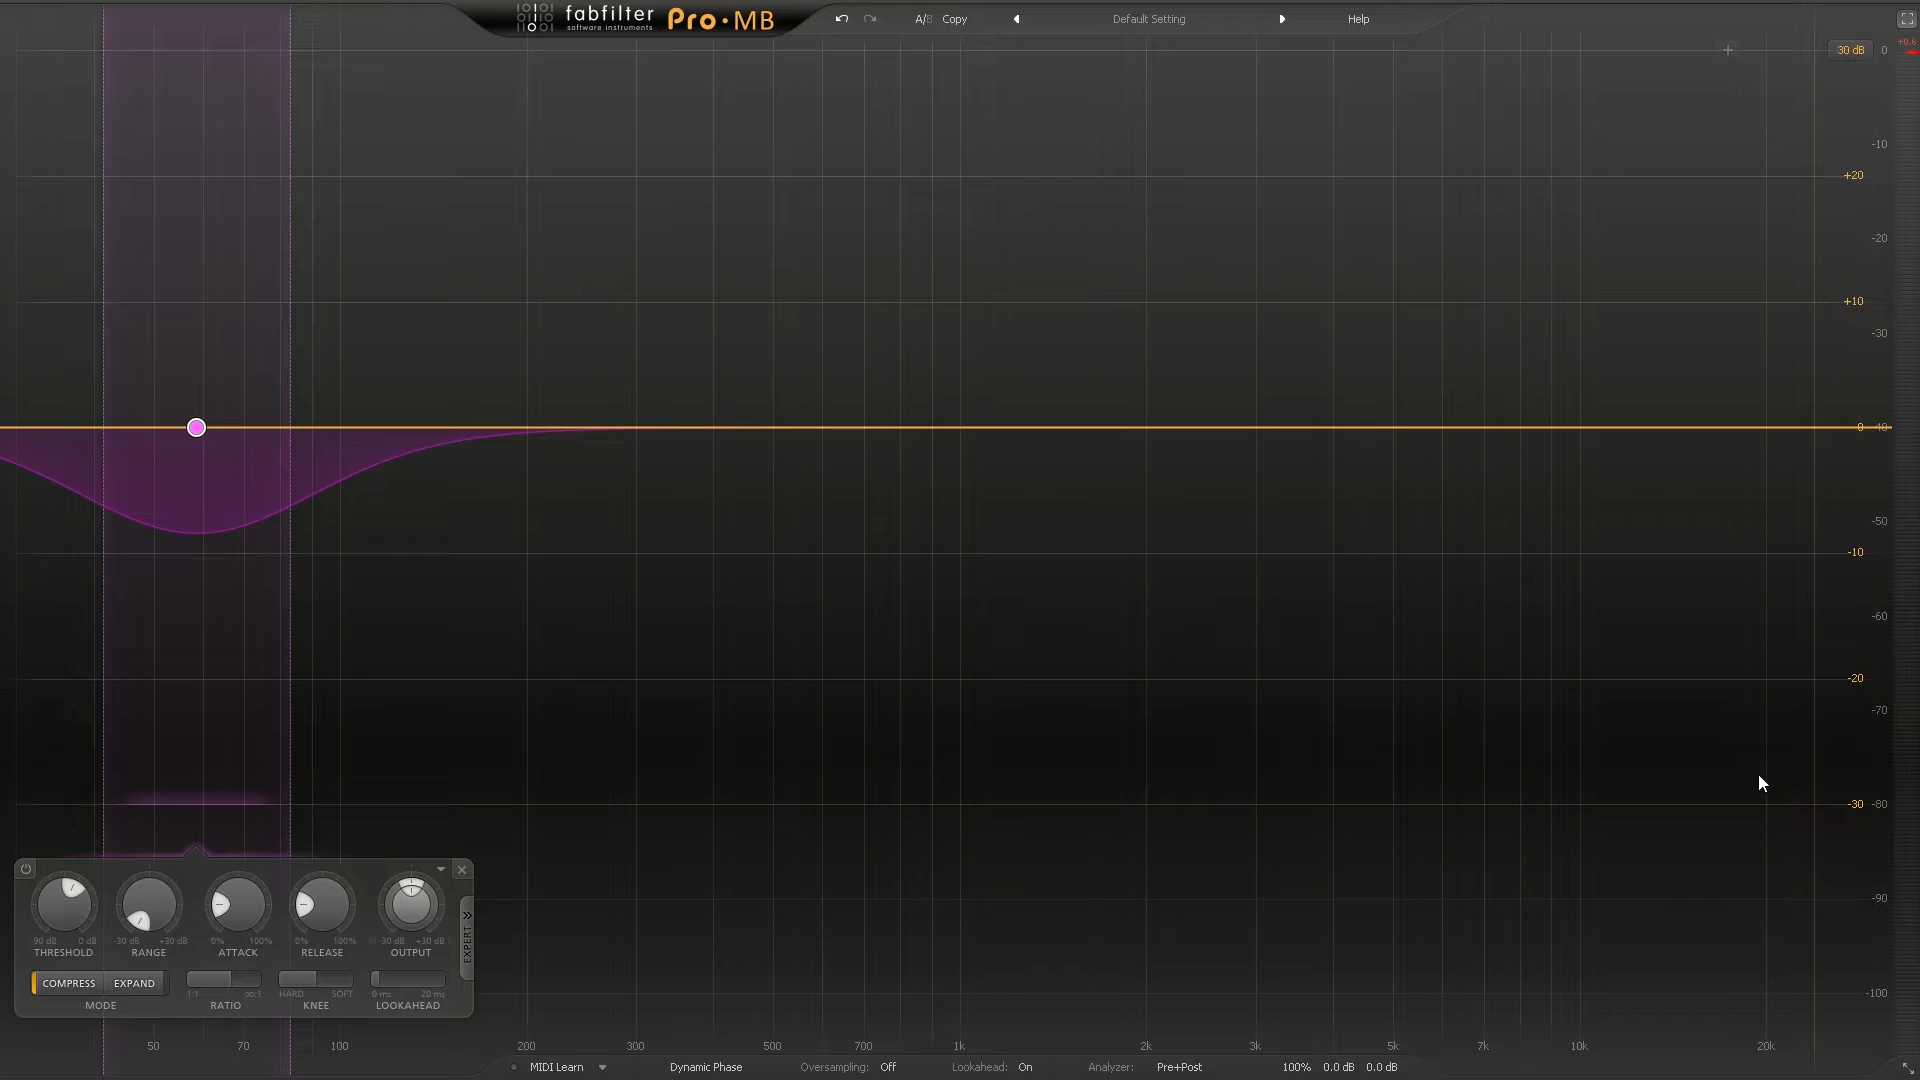 fabfilter
software instruments
Pro·MB
A/B Copy
Default Setting
Help
+0.6
30 dB 0
-10
+20
-20
+10
-30
0 -40
-50
-10
-60
-20
-70
-30 -80
-90
-100
90 dB 0 dB
THRESHOLD
-30 dB +30 dB
RANGE
0% 100%
ATTACK
0% 100%
RELEASE
-30 dB +30 dB
OUTPUT
EXPERT
COMPRESS EXPAND
MODE
1:1 ∞:1
RATIO
HARD SOFT
KNEE
0 ms 20 ms
LOOKAHEAD
50 70 100 200 300 500 700 1k 2k 3k 5k 7k 10k 20k
MIDI Learn Dynamic Phase Oversampling: Off Lookahead: On Analyzer: Pre+Post 100% 0.0 dB 0.0 dB